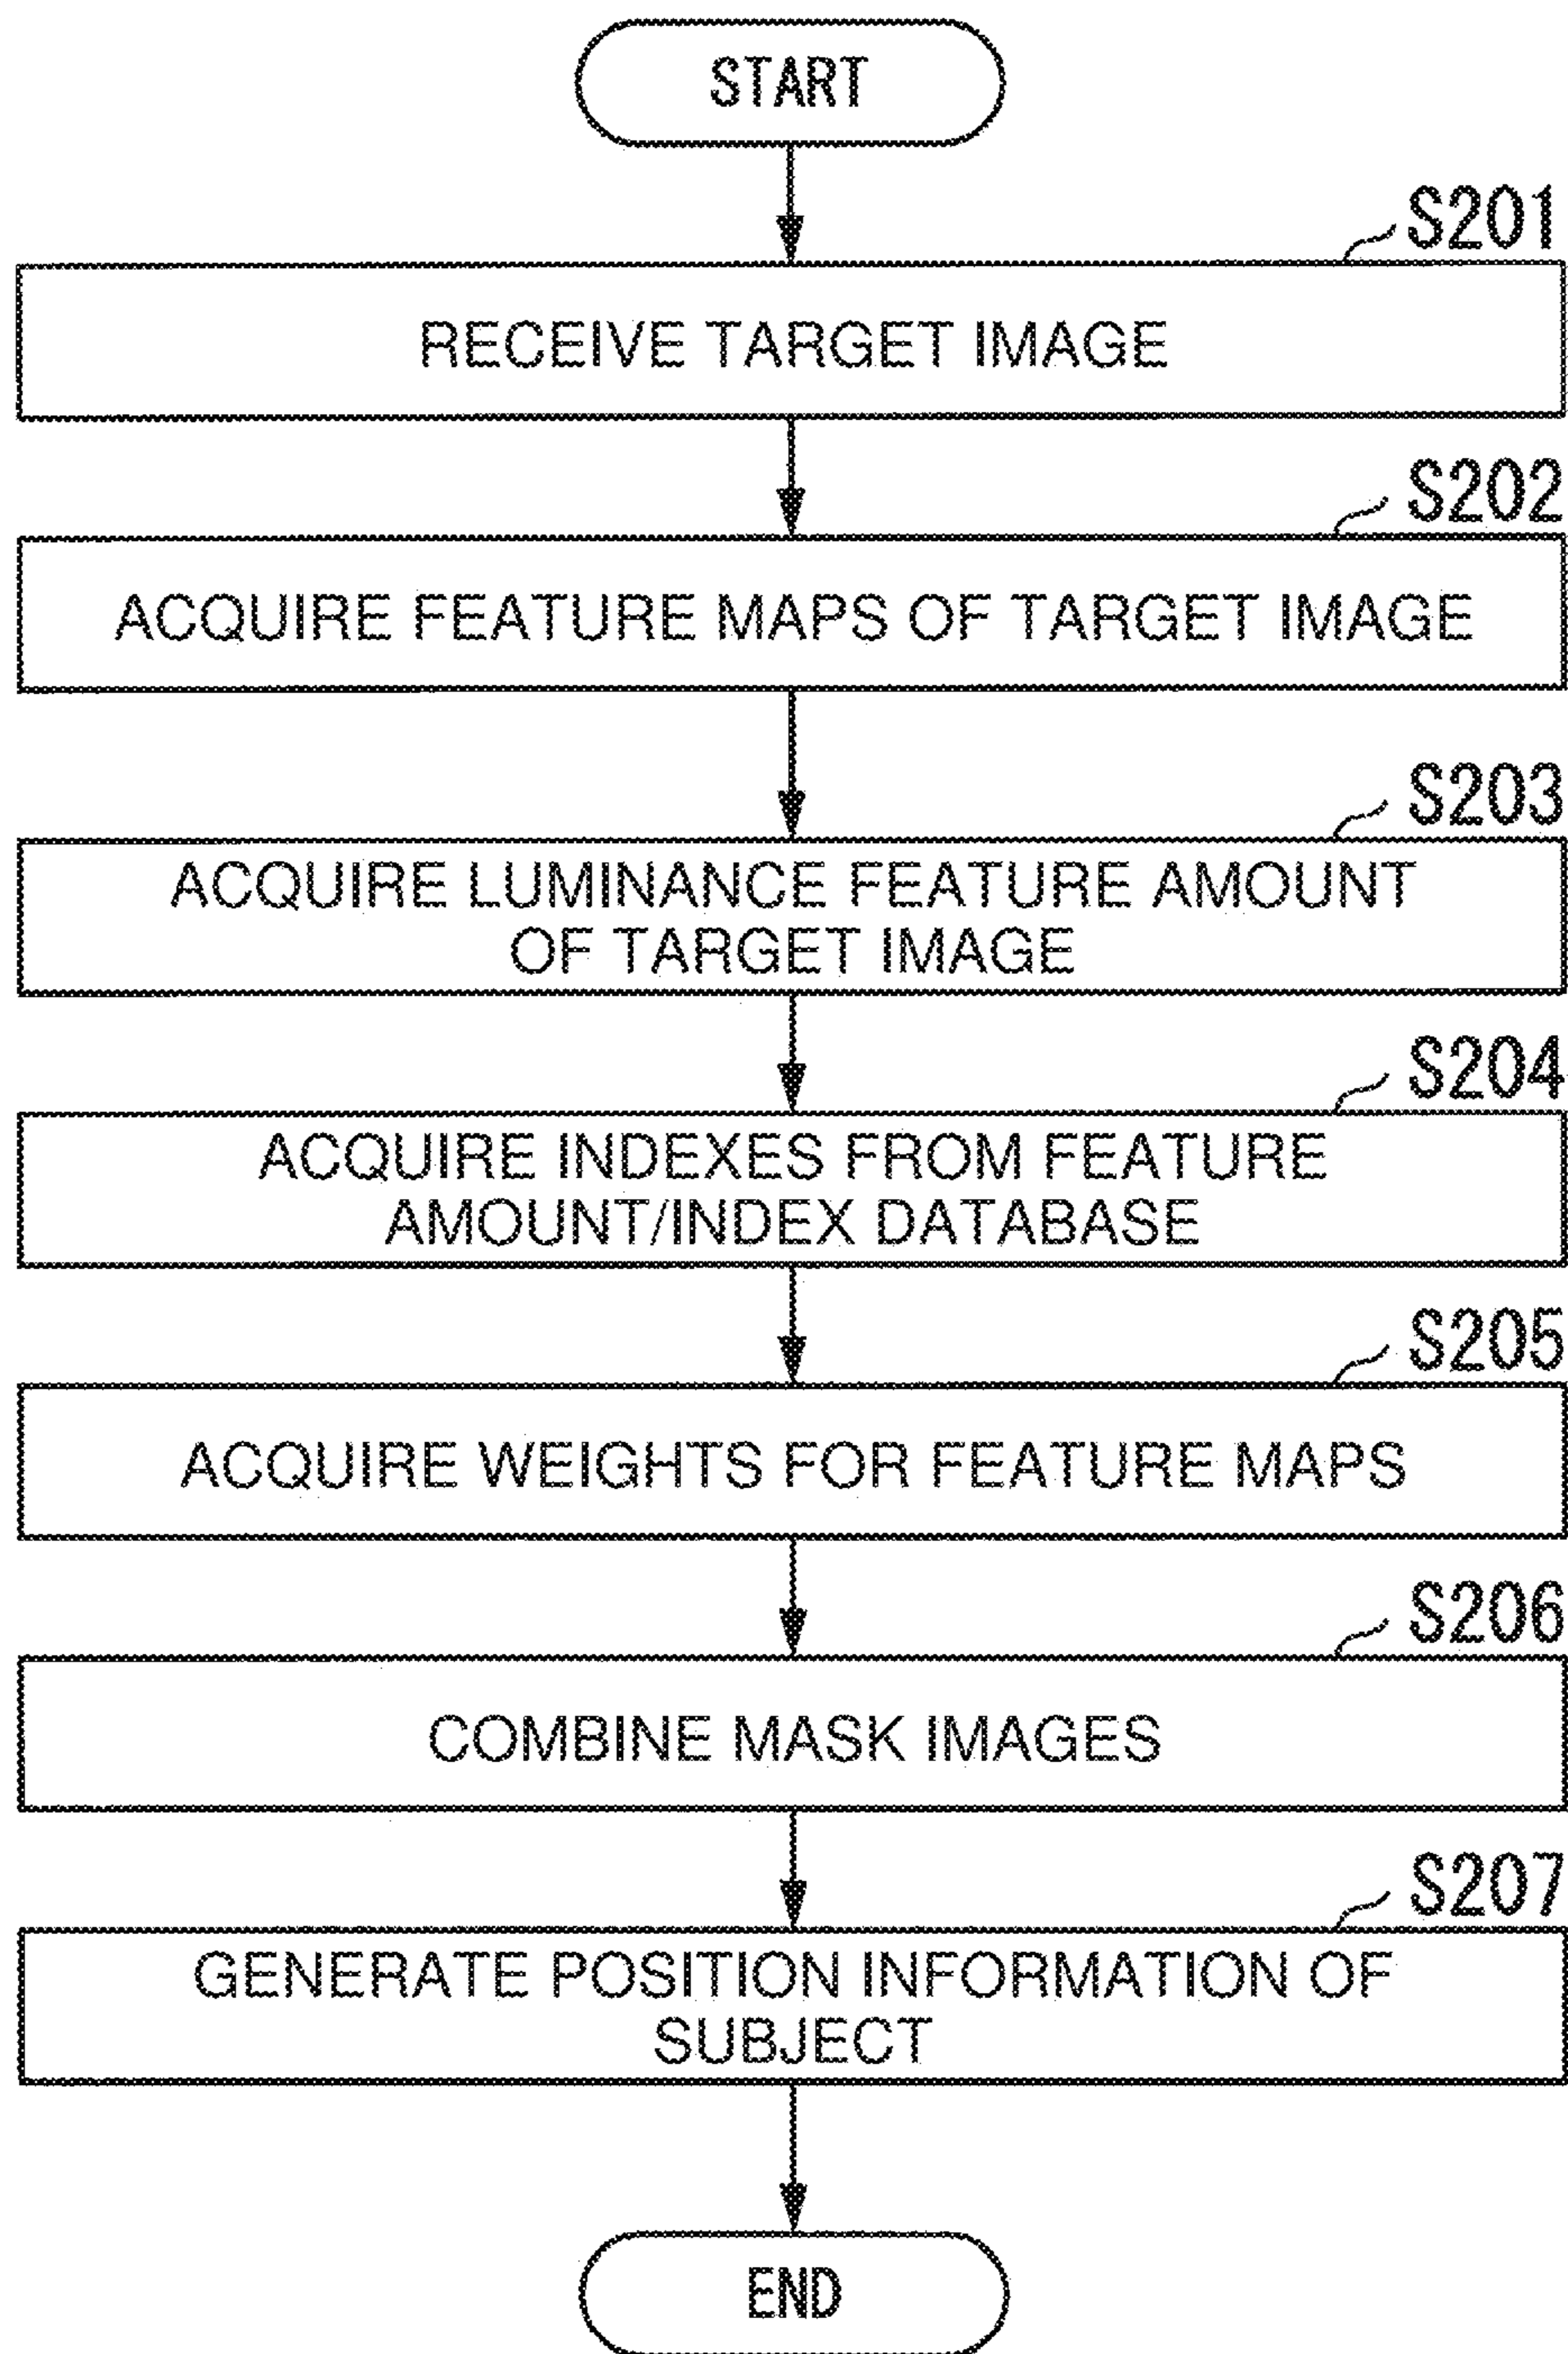 START
S201
RECEIVE TARGET IMAGE
S202
ACQUIRE FEATURE MAPS OF TARGET IMAGE
S203
ACQUIRE LUMINANCE FEATURE AMOUNT
OF TARGET IMAGE
S204
ACQUIRE INDEXES FROM FEATURE
AMOUNT/INDEX DATABASE
S205
ACQUIRE WEIGHTS FOR FEATURE MAPS
S206
COMBINE MASK IMAGES
S207
GENERATE POSITION INFORMATION OF
SUBJECT
END